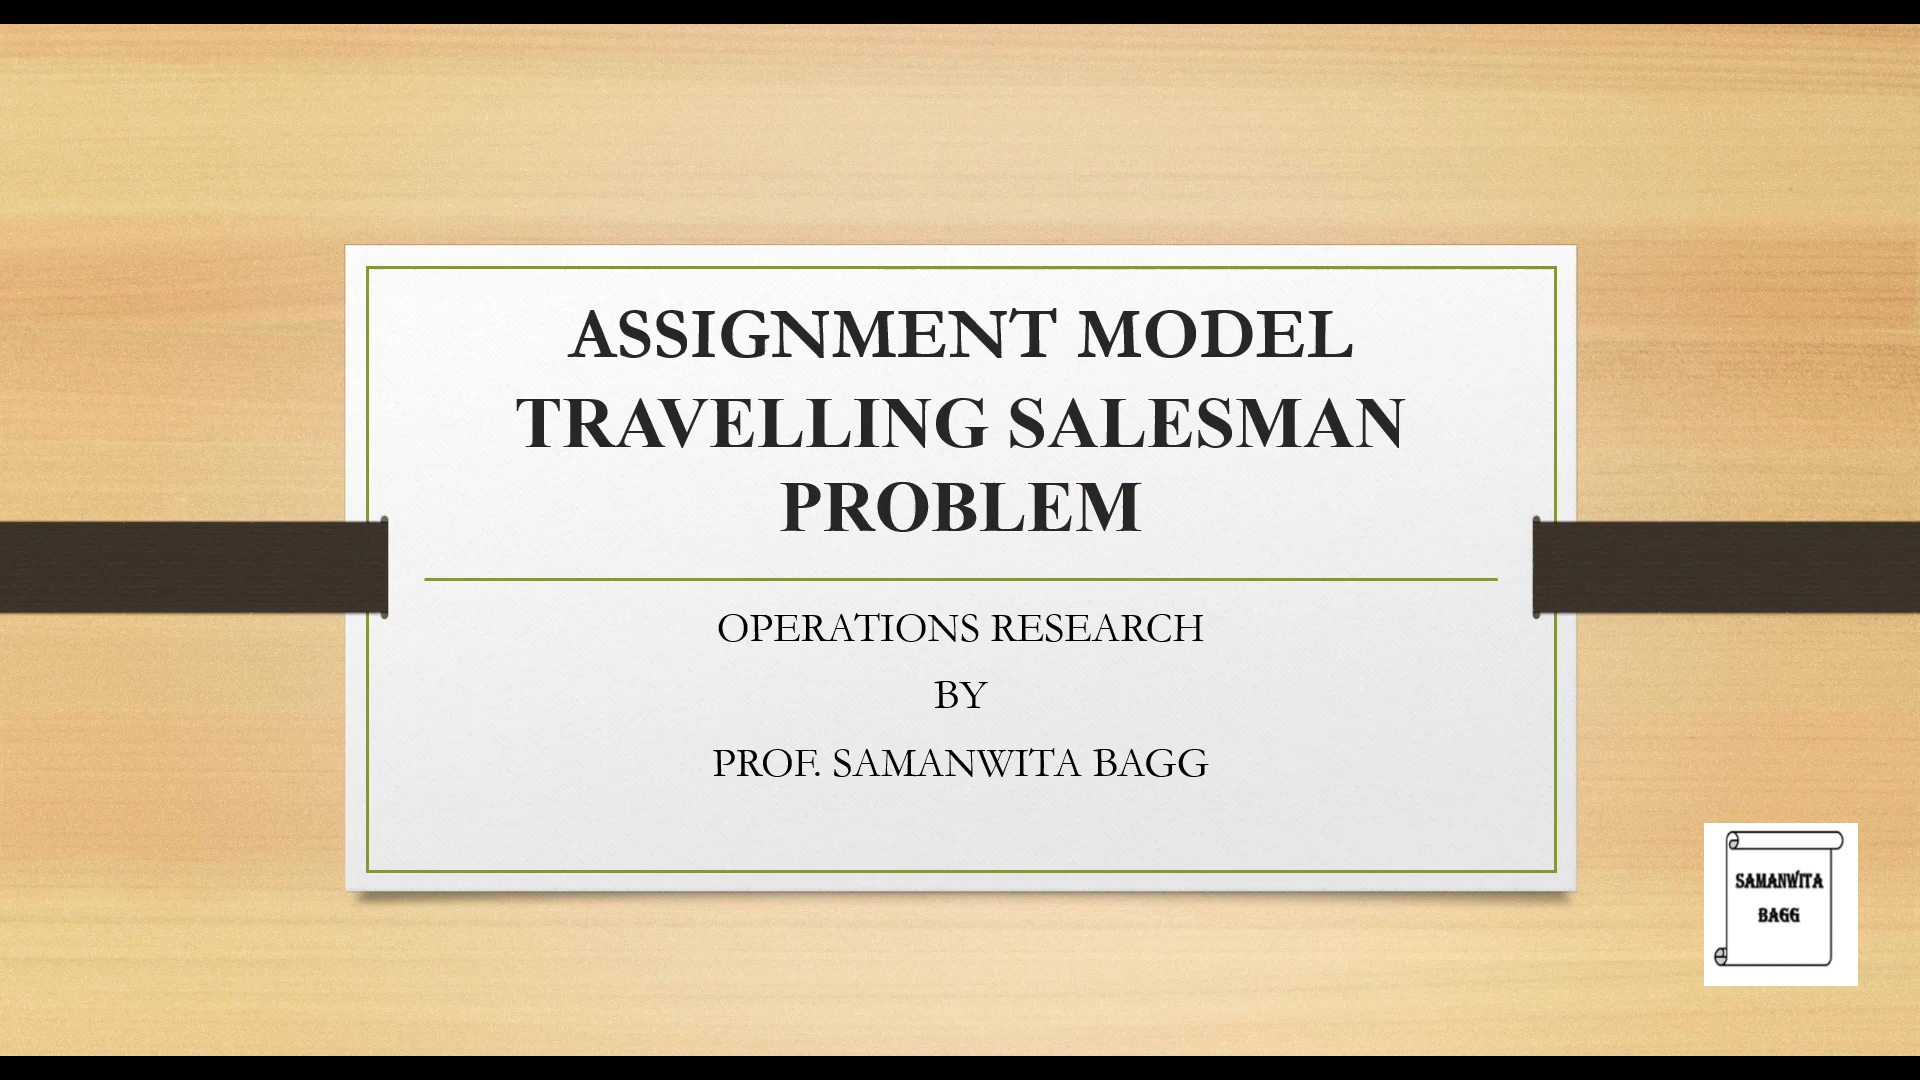 ASSIGNMENT MODEL
TRAVELLING SALESMAN
PROBLEM
OPERATIONS RESEARCH
BY
PROF. SAMANWITA BAGG
SAMANWITA
BAGG